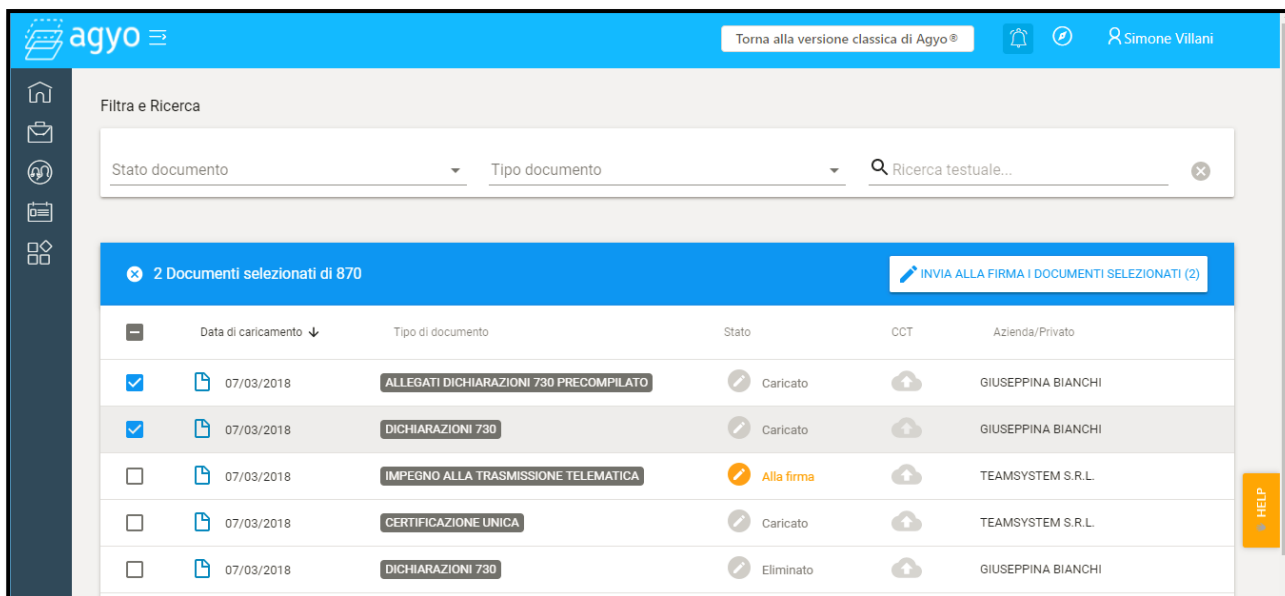 agyo
Torna alla versione classica di Agyo®
Simone Villani
Filtra e Ricerca
Stato documento Tipo documento Ricerca testuale...
2 Documenti selezionati di 870 INVIA ALLA FIRMA I DOCUMENTI SELEZIONATI (2)
Data di caricamento Tipo di documento Stato CCT Azienda/Privato
07/03/2018 ALLEGATI DICHIARAZIONI 730 PRECOMPILATO Caricato GIUSEPPINA BIANCHI
07/03/2018 DICHIARAZIONI 730 Caricato GIUSEPPINA BIANCHI
07/03/2018 IMPEGNO ALLA TRASMISSIONE TELEMATICA Alla firma TEAMSYSTEM S.R.L.
07/03/2018 CERTIFICAZIONE UNICA Caricato TEAMSYSTEM S.R.L.
07/03/2018 DICHIARAZIONI 730 Eliminato GIUSEPPINA BIANCHI
HELP